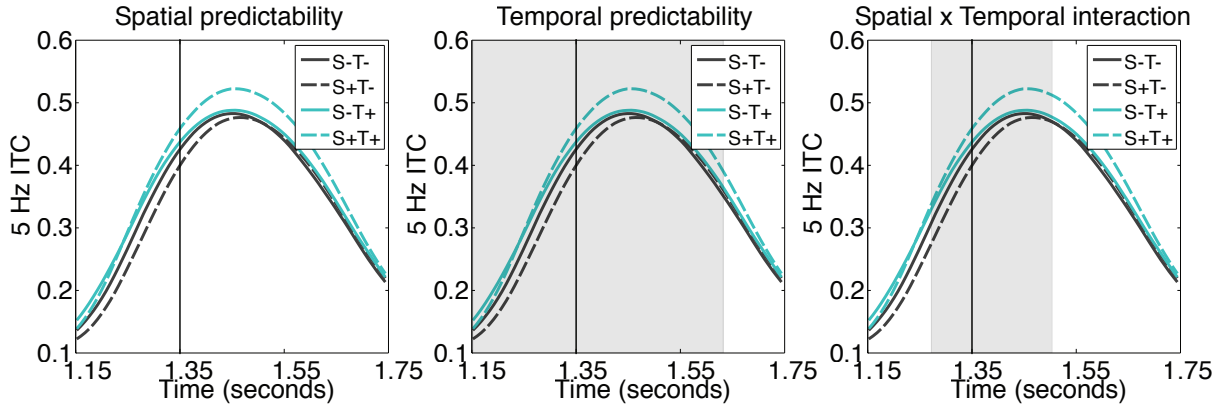 Spatial predictability
0.6
0.5
0.4
0.3
0.2
0.1
5 Hz ITC
S-T-
S+T-
S-T+
S+T+
1.15
1.35
1.55
1.75
Time (seconds)
Temporal predictability
0.6
0.5
0.4
0.3
0.2
0.1
5 Hz ITC
S-T-
S+T-
S-T+
S+T+
1.15
1.35
1.55
1.75
Time (seconds)
Spatial x Temporal interaction
0.6
0.5
0.4
0.3
0.2
0.1
5 Hz ITC
S-T-
S+T-
S-T+
S+T+
1.15
1.35
1.55
1.75
Time (seconds)